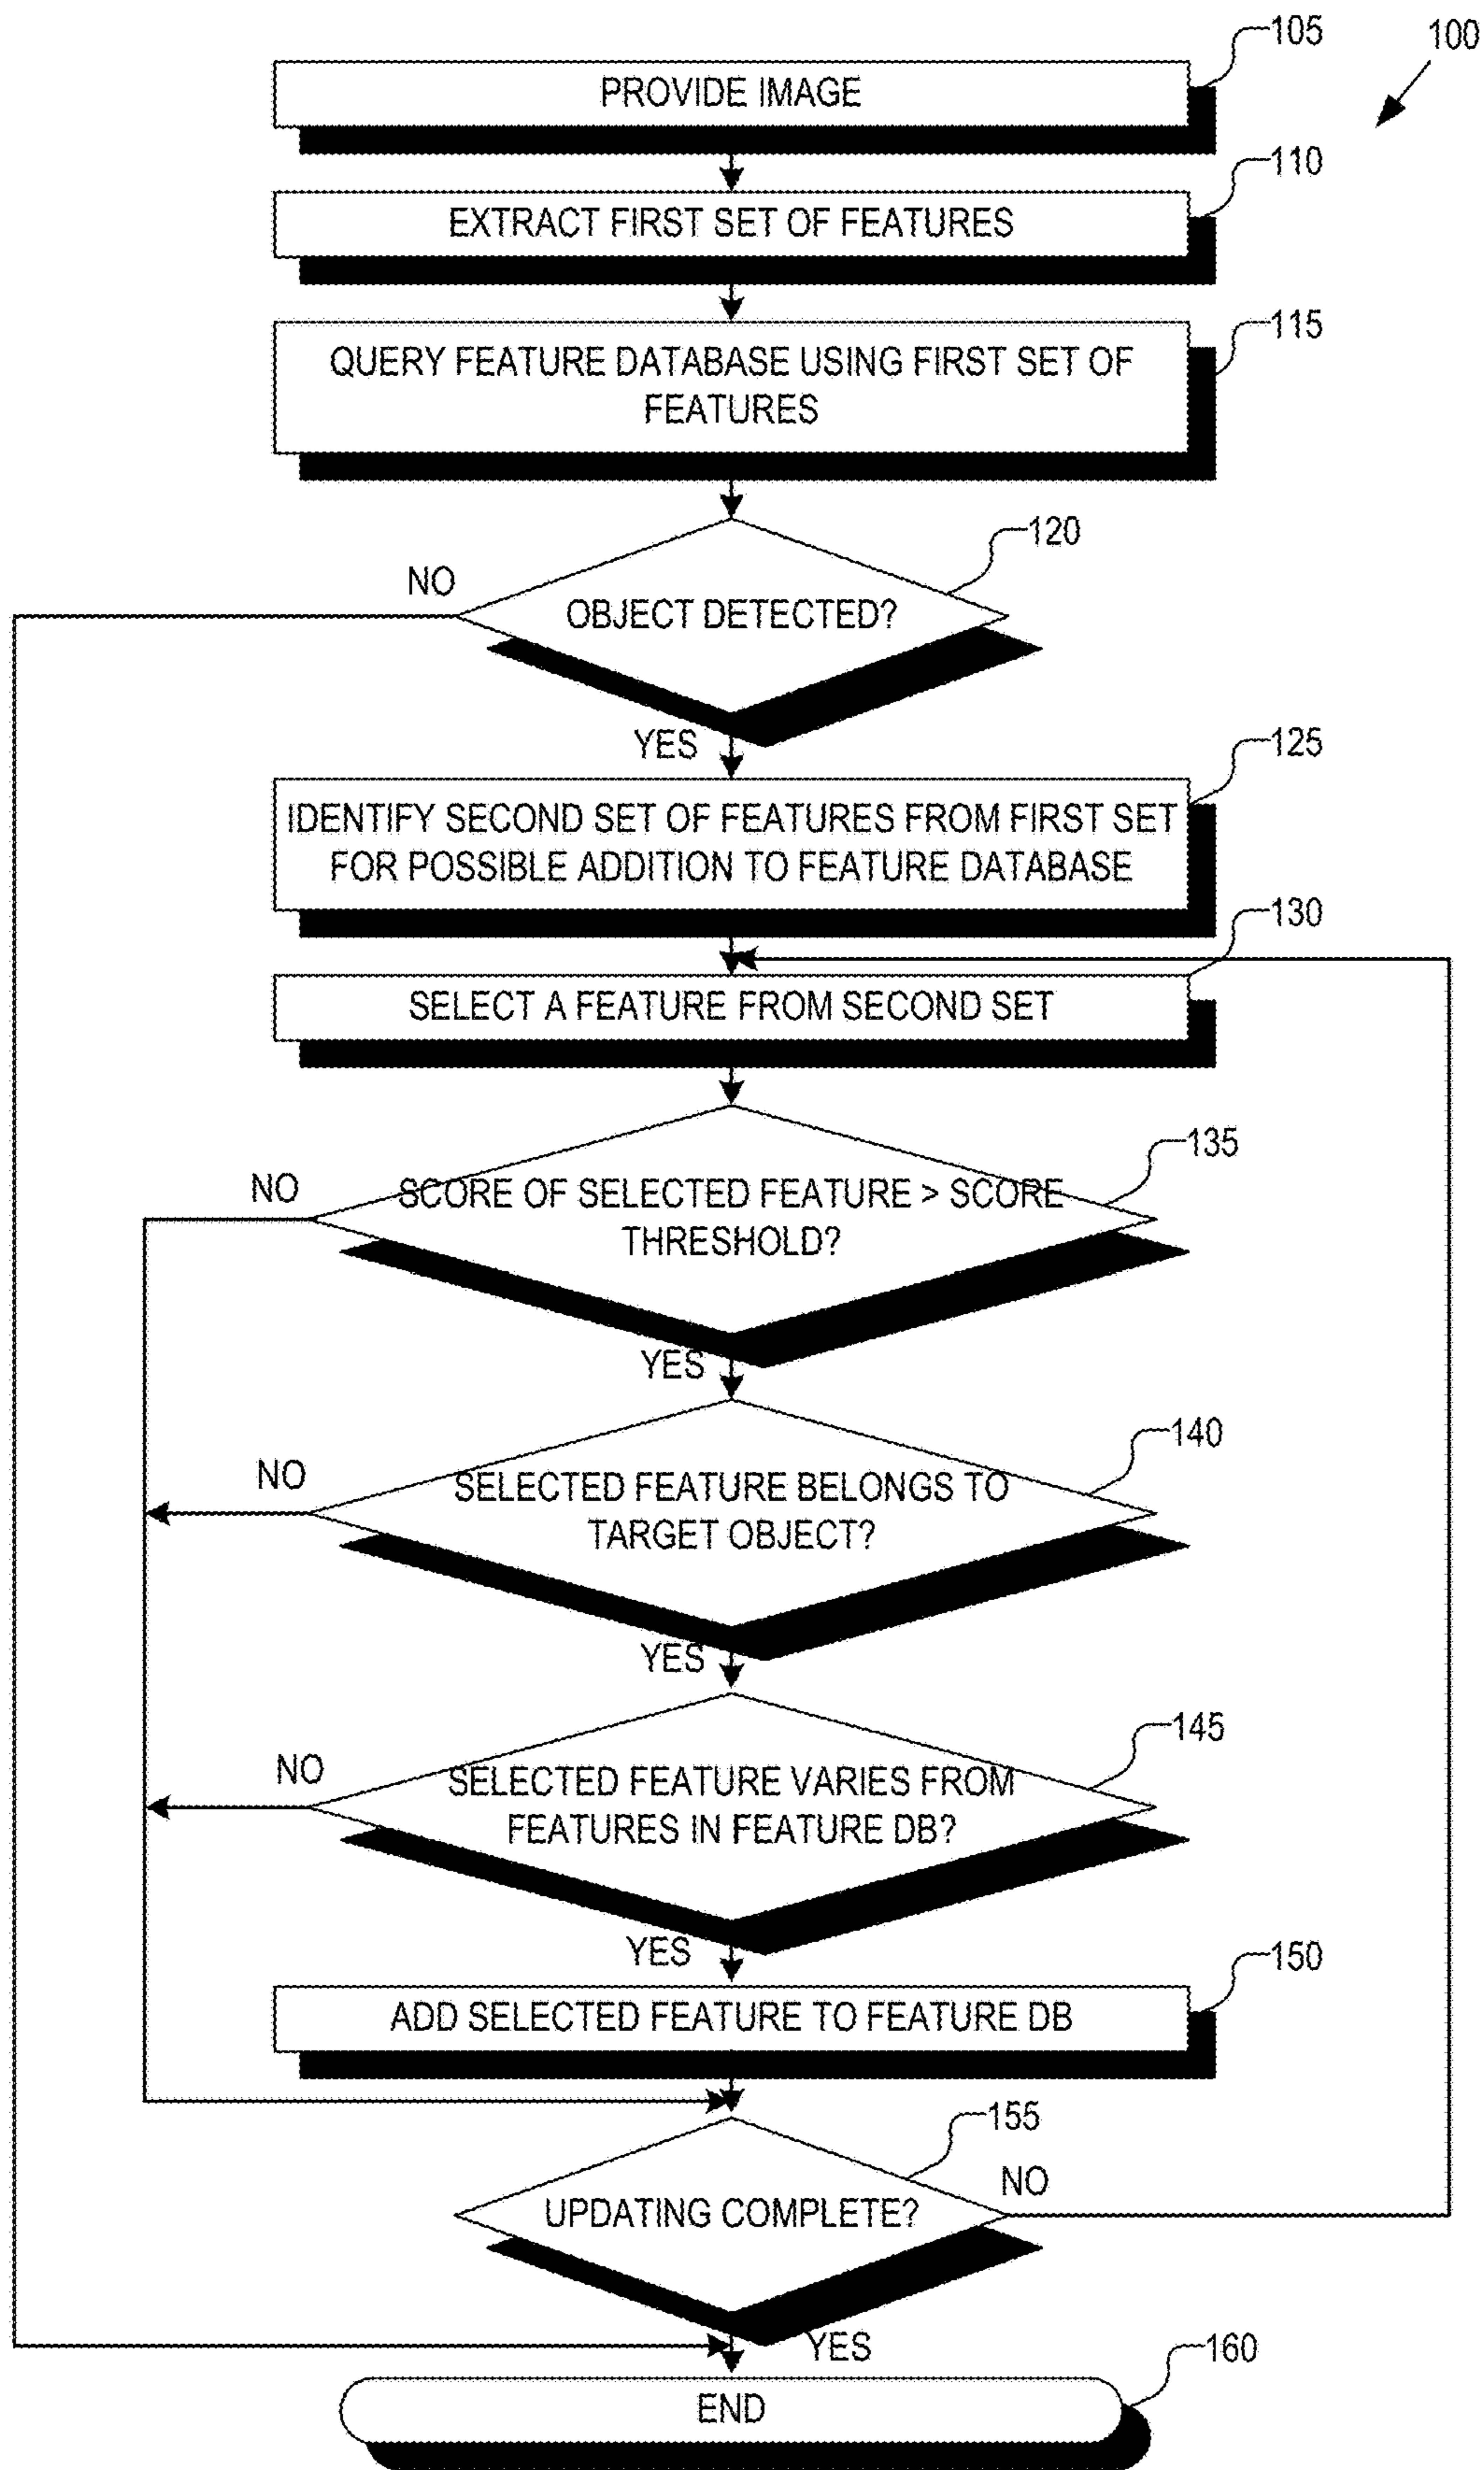 105
100
PROVIDE IMAGE
110
EXTRACT FIRST SET OF FEATURES
115
QUERY FEATURE DATABASE USING FIRST SET OF
FEATURES
120
NO
OBJECT DETECTED?
YES
125
IDENTIFY SECOND SET OF FEATURES FROM FIRST SET
FOR POSSIBLE ADDITION TO FEATURE DATABASE
130
SELECT A FEATURE FROM SECOND SET
135
NO
SCORE OF SELECTED FEATURE > SCORE
THRESHOLD?
YES
140
NO
SELECTED FEATURE BELONGS TO
TARGET OBJECT?
YES
145
NO
SELECTED FEATURE VARIES FROM
FEATURES IN FEATURE DB?
YES
150
ADD SELECTED FEATURE TO FEATURE DB
155
NO
UPDATING COMPLETE?
YES
160
END